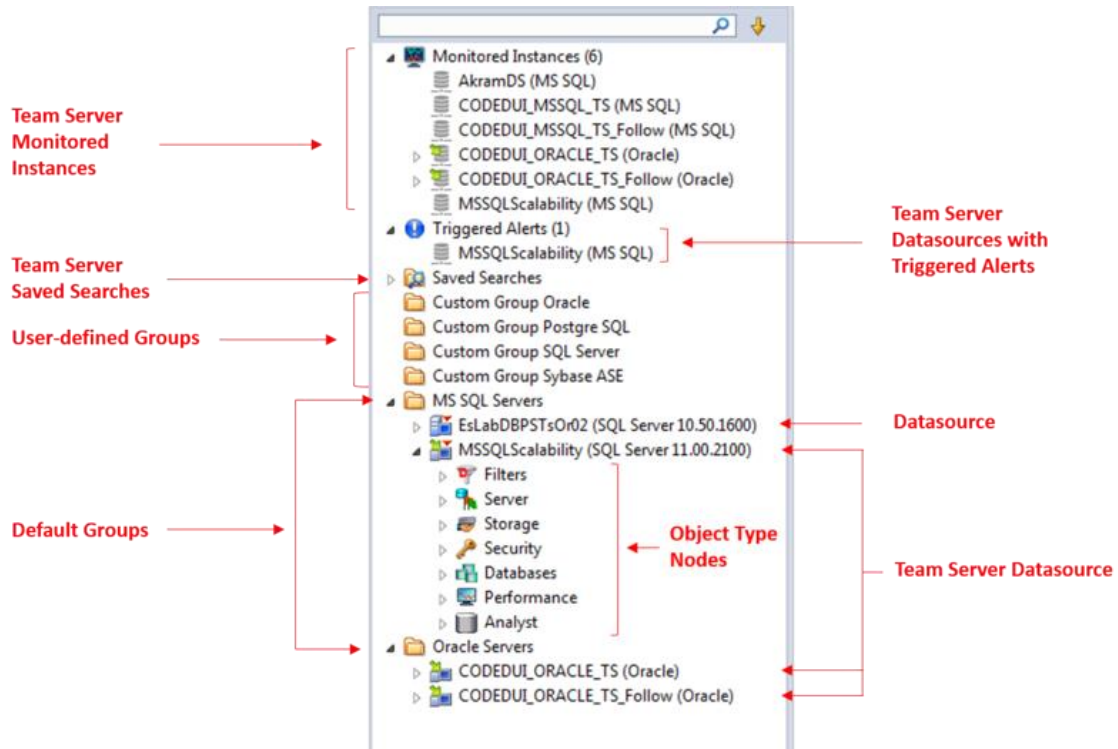 Monitored Instances (6)
AkramDS (MS SQL)
CODEDUI_MSSQL_TS (MS SQL)
CODEDUI_MSSQL_TS_Follow (MS SQL)
CODEDUI_ORACLE_TS (Oracle)
CODEDUI_ORACLE_TS_Follow (Oracle)
MSSQLScalability (MS SQL)
Triggered Alerts (1)
MSSQLScalability (MS SQL)
Saved Searches
Custom Group Oracle
Custom Group Postgre SQL
Custom Group SQL Server
Custom Group Sybase ASE
MS SQL Servers
EsLabDBPSTsOr02 (SQL Server 10.50.1600)
MSSQLScalability (SQL Server 11.00.2100)
Filters
Server
Storage
Security
Databases
Performance
Analyst
Oracle Servers
CODEDUI_ORACLE_TS (Oracle)
CODEDUI_ORACLE_TS_Follow (Oracle)
Team Server
Monitored
Instances
Team Server
Saved Searches
User-defined Groups
Default Groups
Team Server
Datasources with
Triggered Alerts
Datasource
Object Type
Nodes
Team Server Datasource